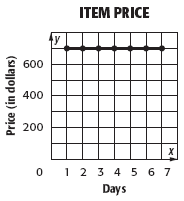 ITEM PRICE
y
Price (in dollars)
600
400
200
x
0 1 2 3 4 5 6 7
Days